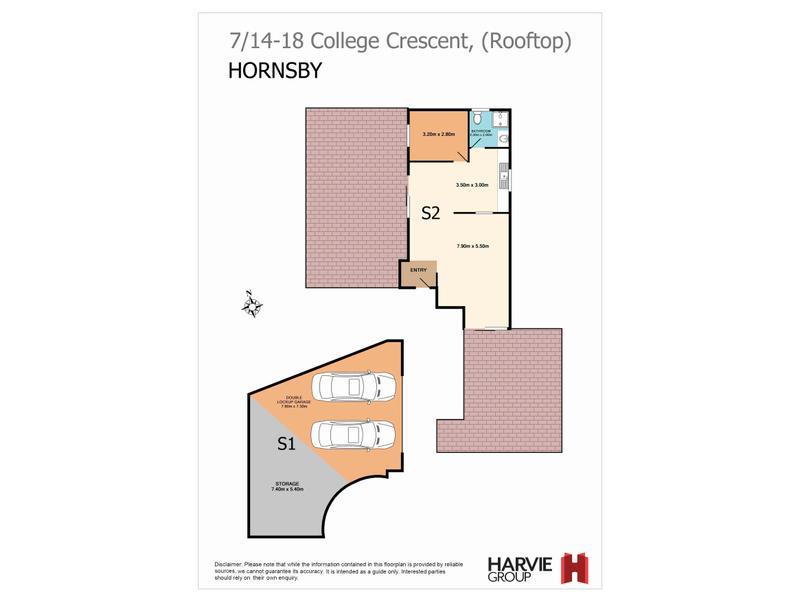 7/14-18 College Crescent, (Rooftop)
HORNSBY
3.20m x 2.80m
BATHROOM
3.50m x 3.00m
S2
7.90m x 5.50m
ENTRY
N
DOUBLE
LOCKUP GARAGE
7.80m x 7.30m
S1
STORAGE
7.40m x 5.40m
Disclaimer: Please note that while the information contained in this floorplan is provided by reliable
sources, we cannot guarantee its accuracy. It is intended as a guide only. Interested parties
should rely on their own enquiry.
HARVIE
GROUP